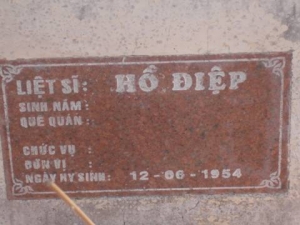 LIỆT SĨ: HỒ ĐIỆP
SINH NĂM:
QUÊ QUÁN:
CHỨC VỤ :
ĐƠN VỊ :
NGÀY HY SINH: 12-06-1954